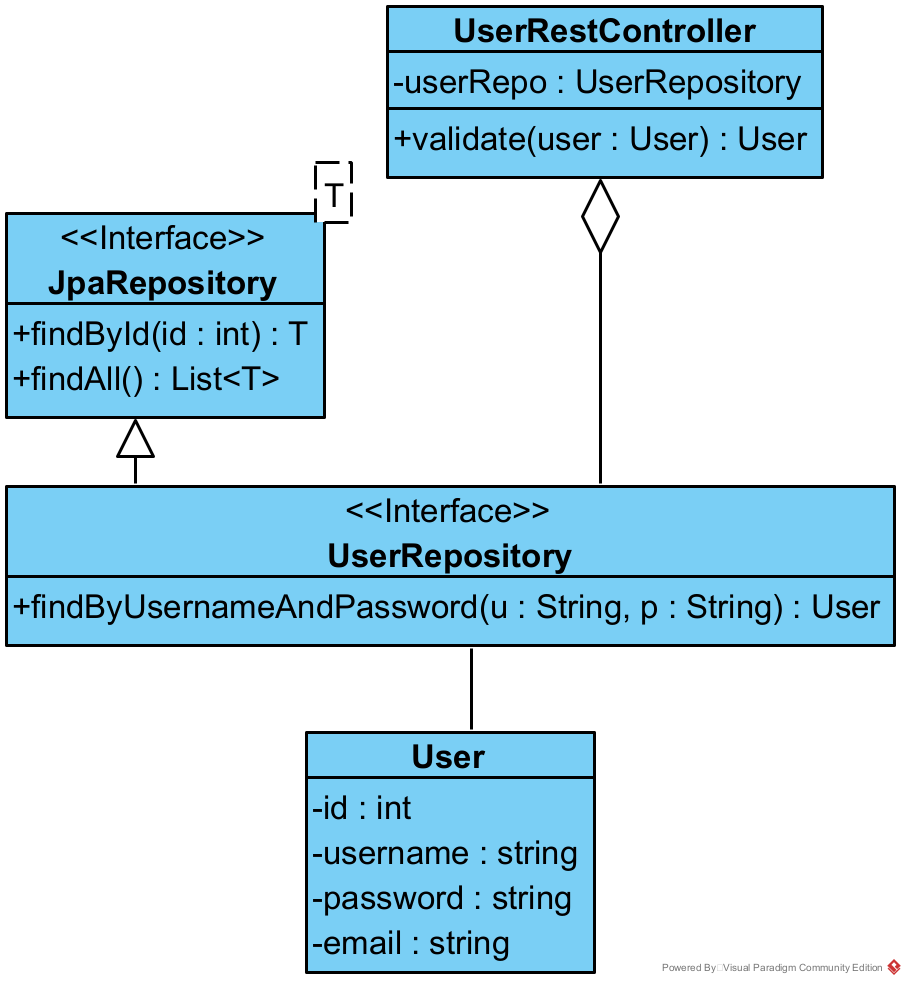 UserRestController
-userRepo : UserRepository
+validate(user : User) : User
T
<<Interface>>
JpaRepository
+findById(id : int) : T
+findAll() : List<T>
<<Interface>>
UserRepository
+findByUsernameAndPassword(u : String, p : String) : User
User
-id : int
-username : string
-password : string
-email : string
Powered By Visual Paradigm Community Edition